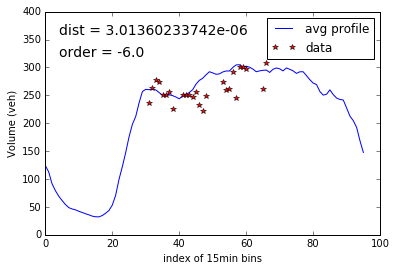 dist = 3.01360233742e-06
order = -6.0
avg profile
data
Volume (veh)
400
350
300
250
200
150
100
50
0
0 20 40 60 80 100
index of 15min bins